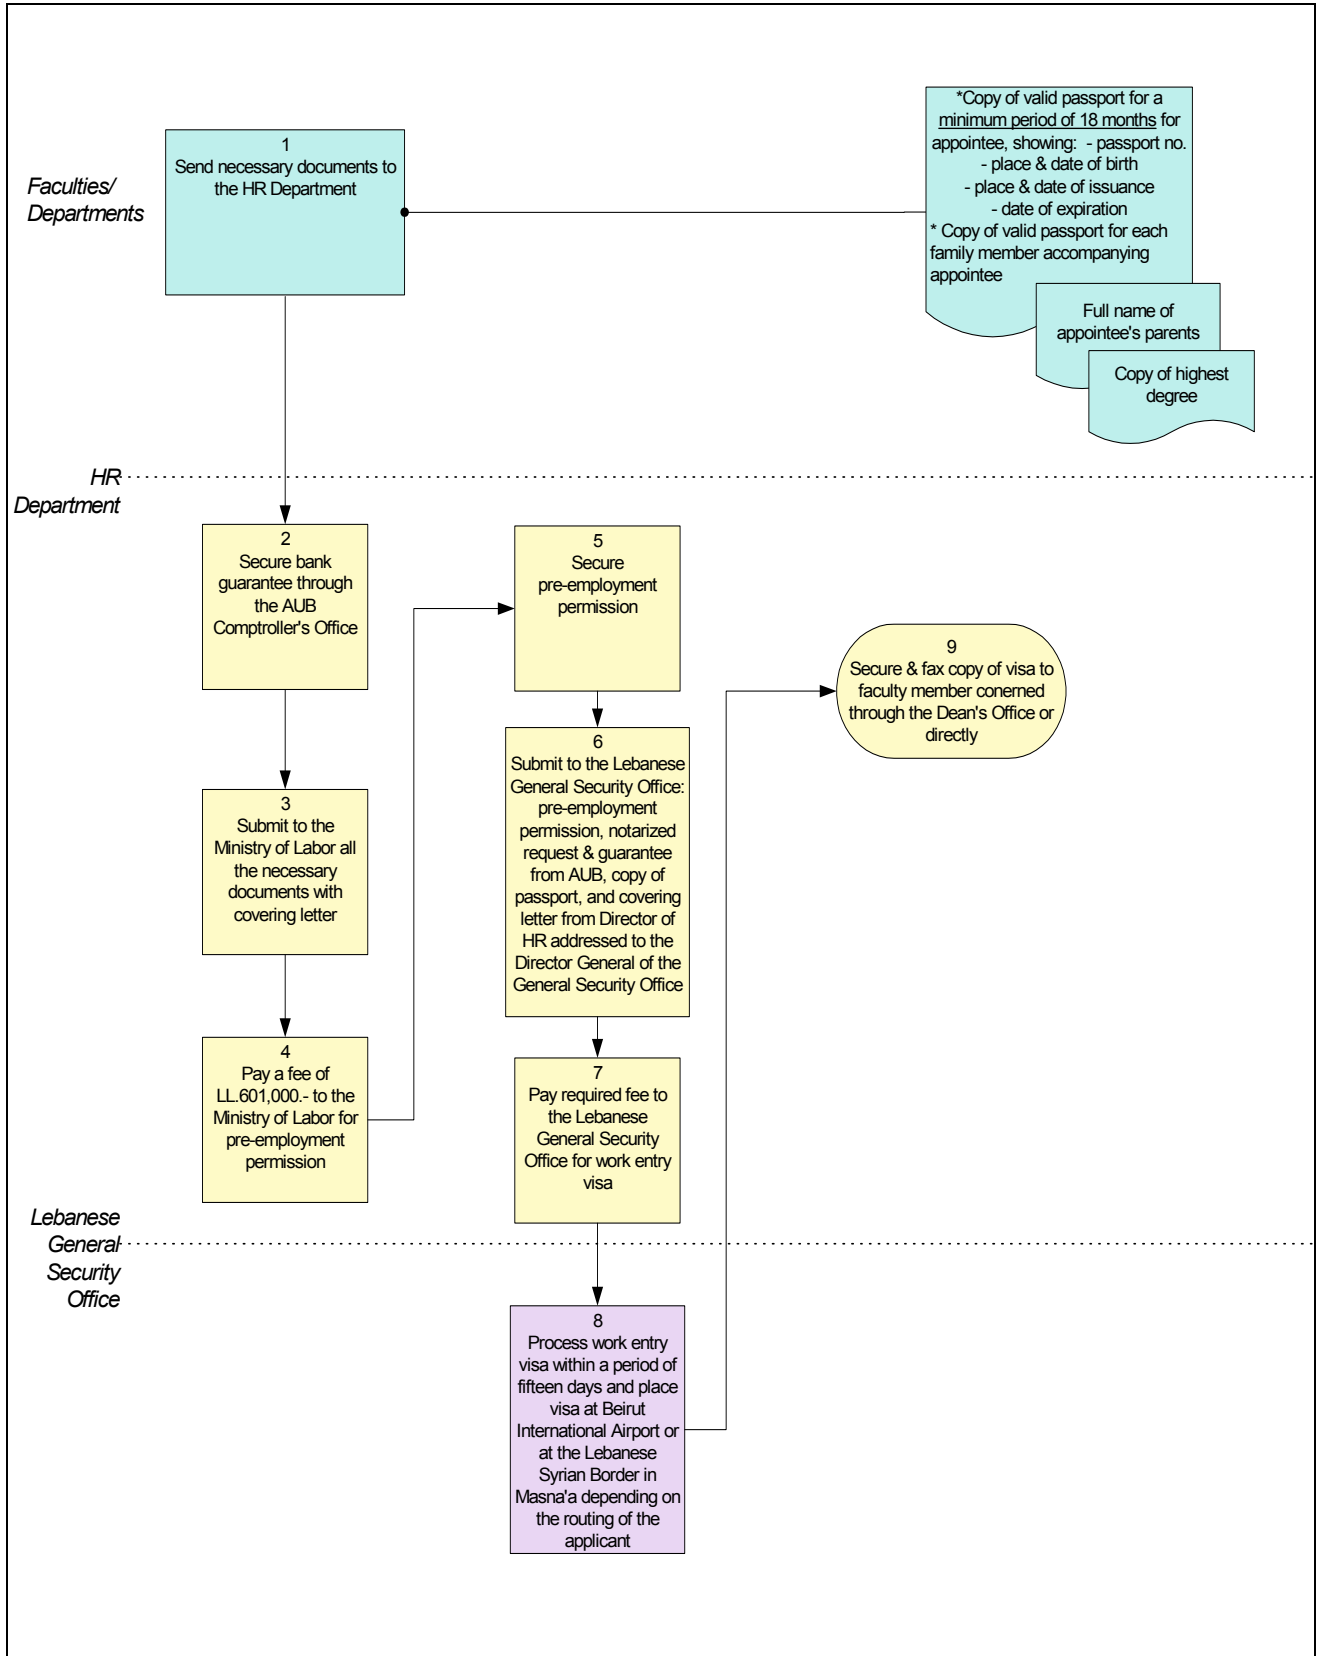 Faculties/
Departments
1
Send necessary documents to
the HR Department
*Copy of valid passport for a
minimum period of 18 months for
appointee, showing:  - passport no.
- place & date of birth
- place & date of issuance
- date of expiration
* Copy of valid passport for each
family member accompanying
appointee
Full name of
appointee's parents
Copy of highest
degree
HR
Department
2
Secure bank
guarantee through
the AUB
Comptroller's Office
3
Submit to the
Ministry of Labor all
the necessary
documents with
covering letter
4
Pay a fee of
LL.601,000.- to the
Ministry of Labor for
pre-employment
permission
5
Secure
pre-employment
permission
6
Submit to the Lebanese
General Security Office:
pre-employment
permission, notarized
request & guarantee
from AUB, copy of
passport, and covering
letter from Director of
HR addressed to the
Director General of the
General Security Office
7
Pay required fee to
the Lebanese
General Security
Office for work entry
visa
9
Secure & fax copy of visa to
faculty member conerned
through the Dean's Office or
directly
Lebanese
General
Security
Office
8
Process work entry
visa within a period of
fifteen days and place
visa at Beirut
International Airport or
at the Lebanese
Syrian Border in
Masna'a depending on
the routing of the
applicant